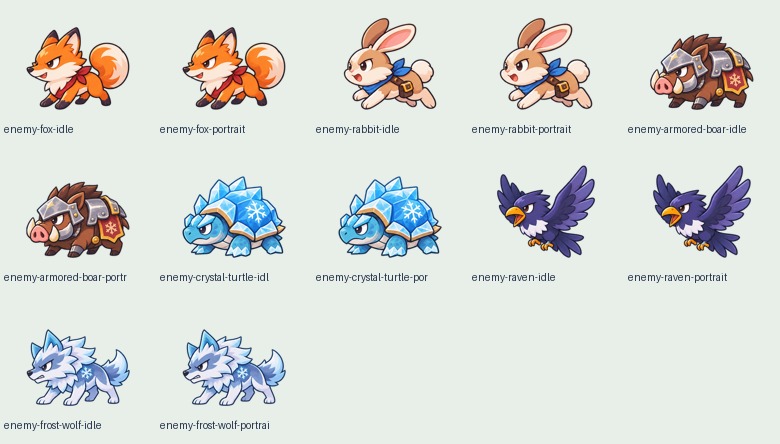 enemy-fox-idle
enemy-fox-portrait
enemy-rabbit-idle
enemy-rabbit-portrait
enemy-armored-boar-idle
enemy-armored-boar-portr
enemy-crystal-turtle-idl
enemy-crystal-turtle-por
enemy-raven-idle
enemy-raven-portrait
enemy-frost-wolf-idle
enemy-frost-wolf-portrai